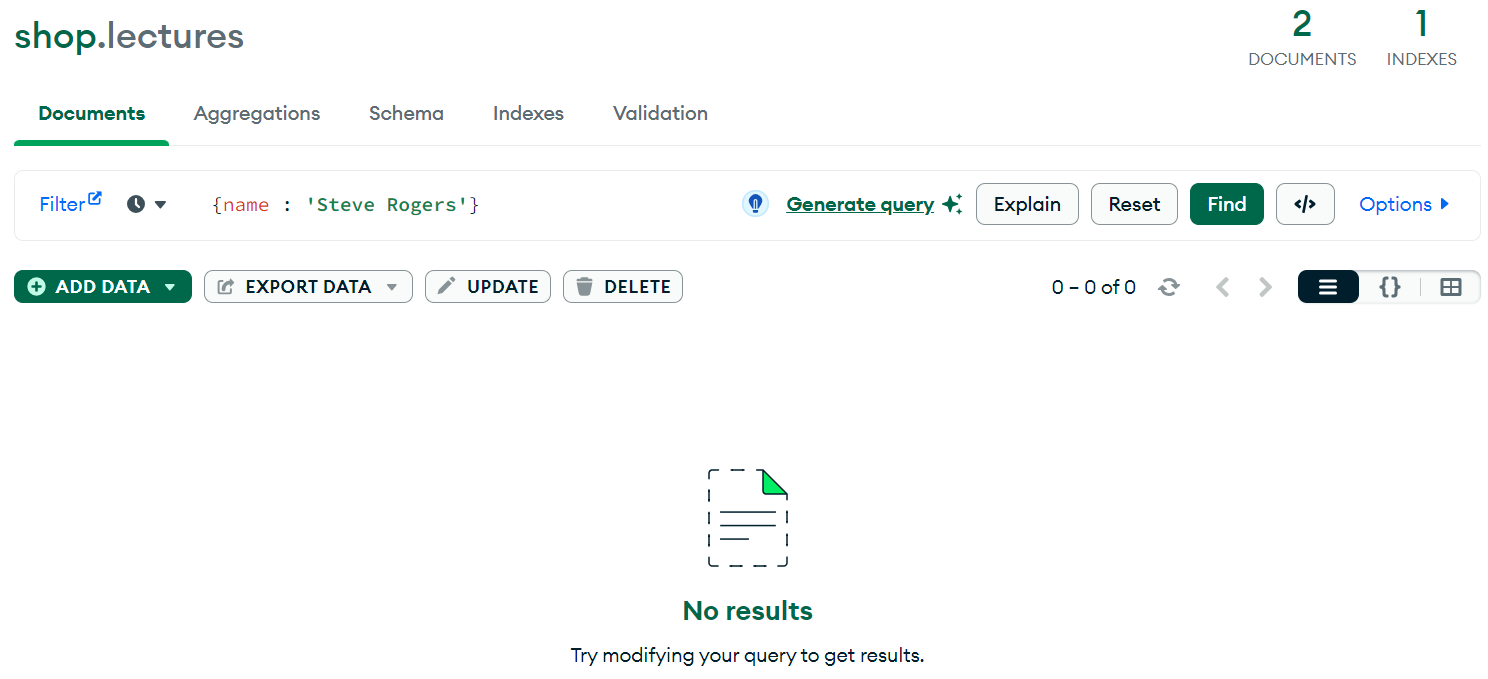 shop.lectures
2 1
DOCUMENTS INDEXES
Documents Aggregations Schema Indexes Validation
Filter {name : 'Steve Rogers'} Generate query Explain Reset Find </> Options
ADD DATA EXPORT DATA UPDATE DELETE 0 – 0 of 0 {}
No results
Try modifying your query to get results.